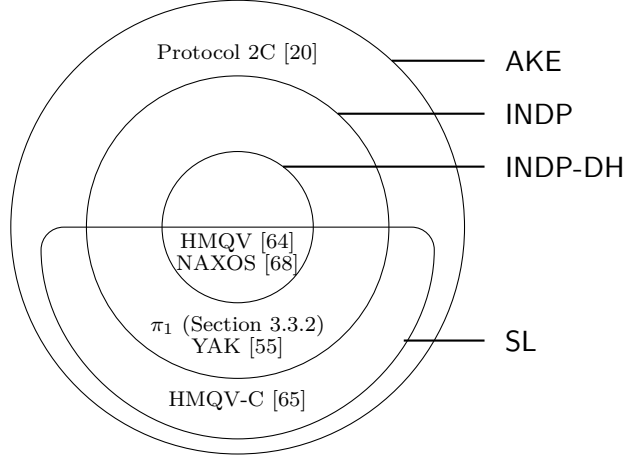 Protocol 2C [20]
AKE
INDP
INDP-DH
HMQV [64]
NAXOS [68]
π₁ (Section 3.3.2)
YAK [55]
SL
HMQV-C [65]